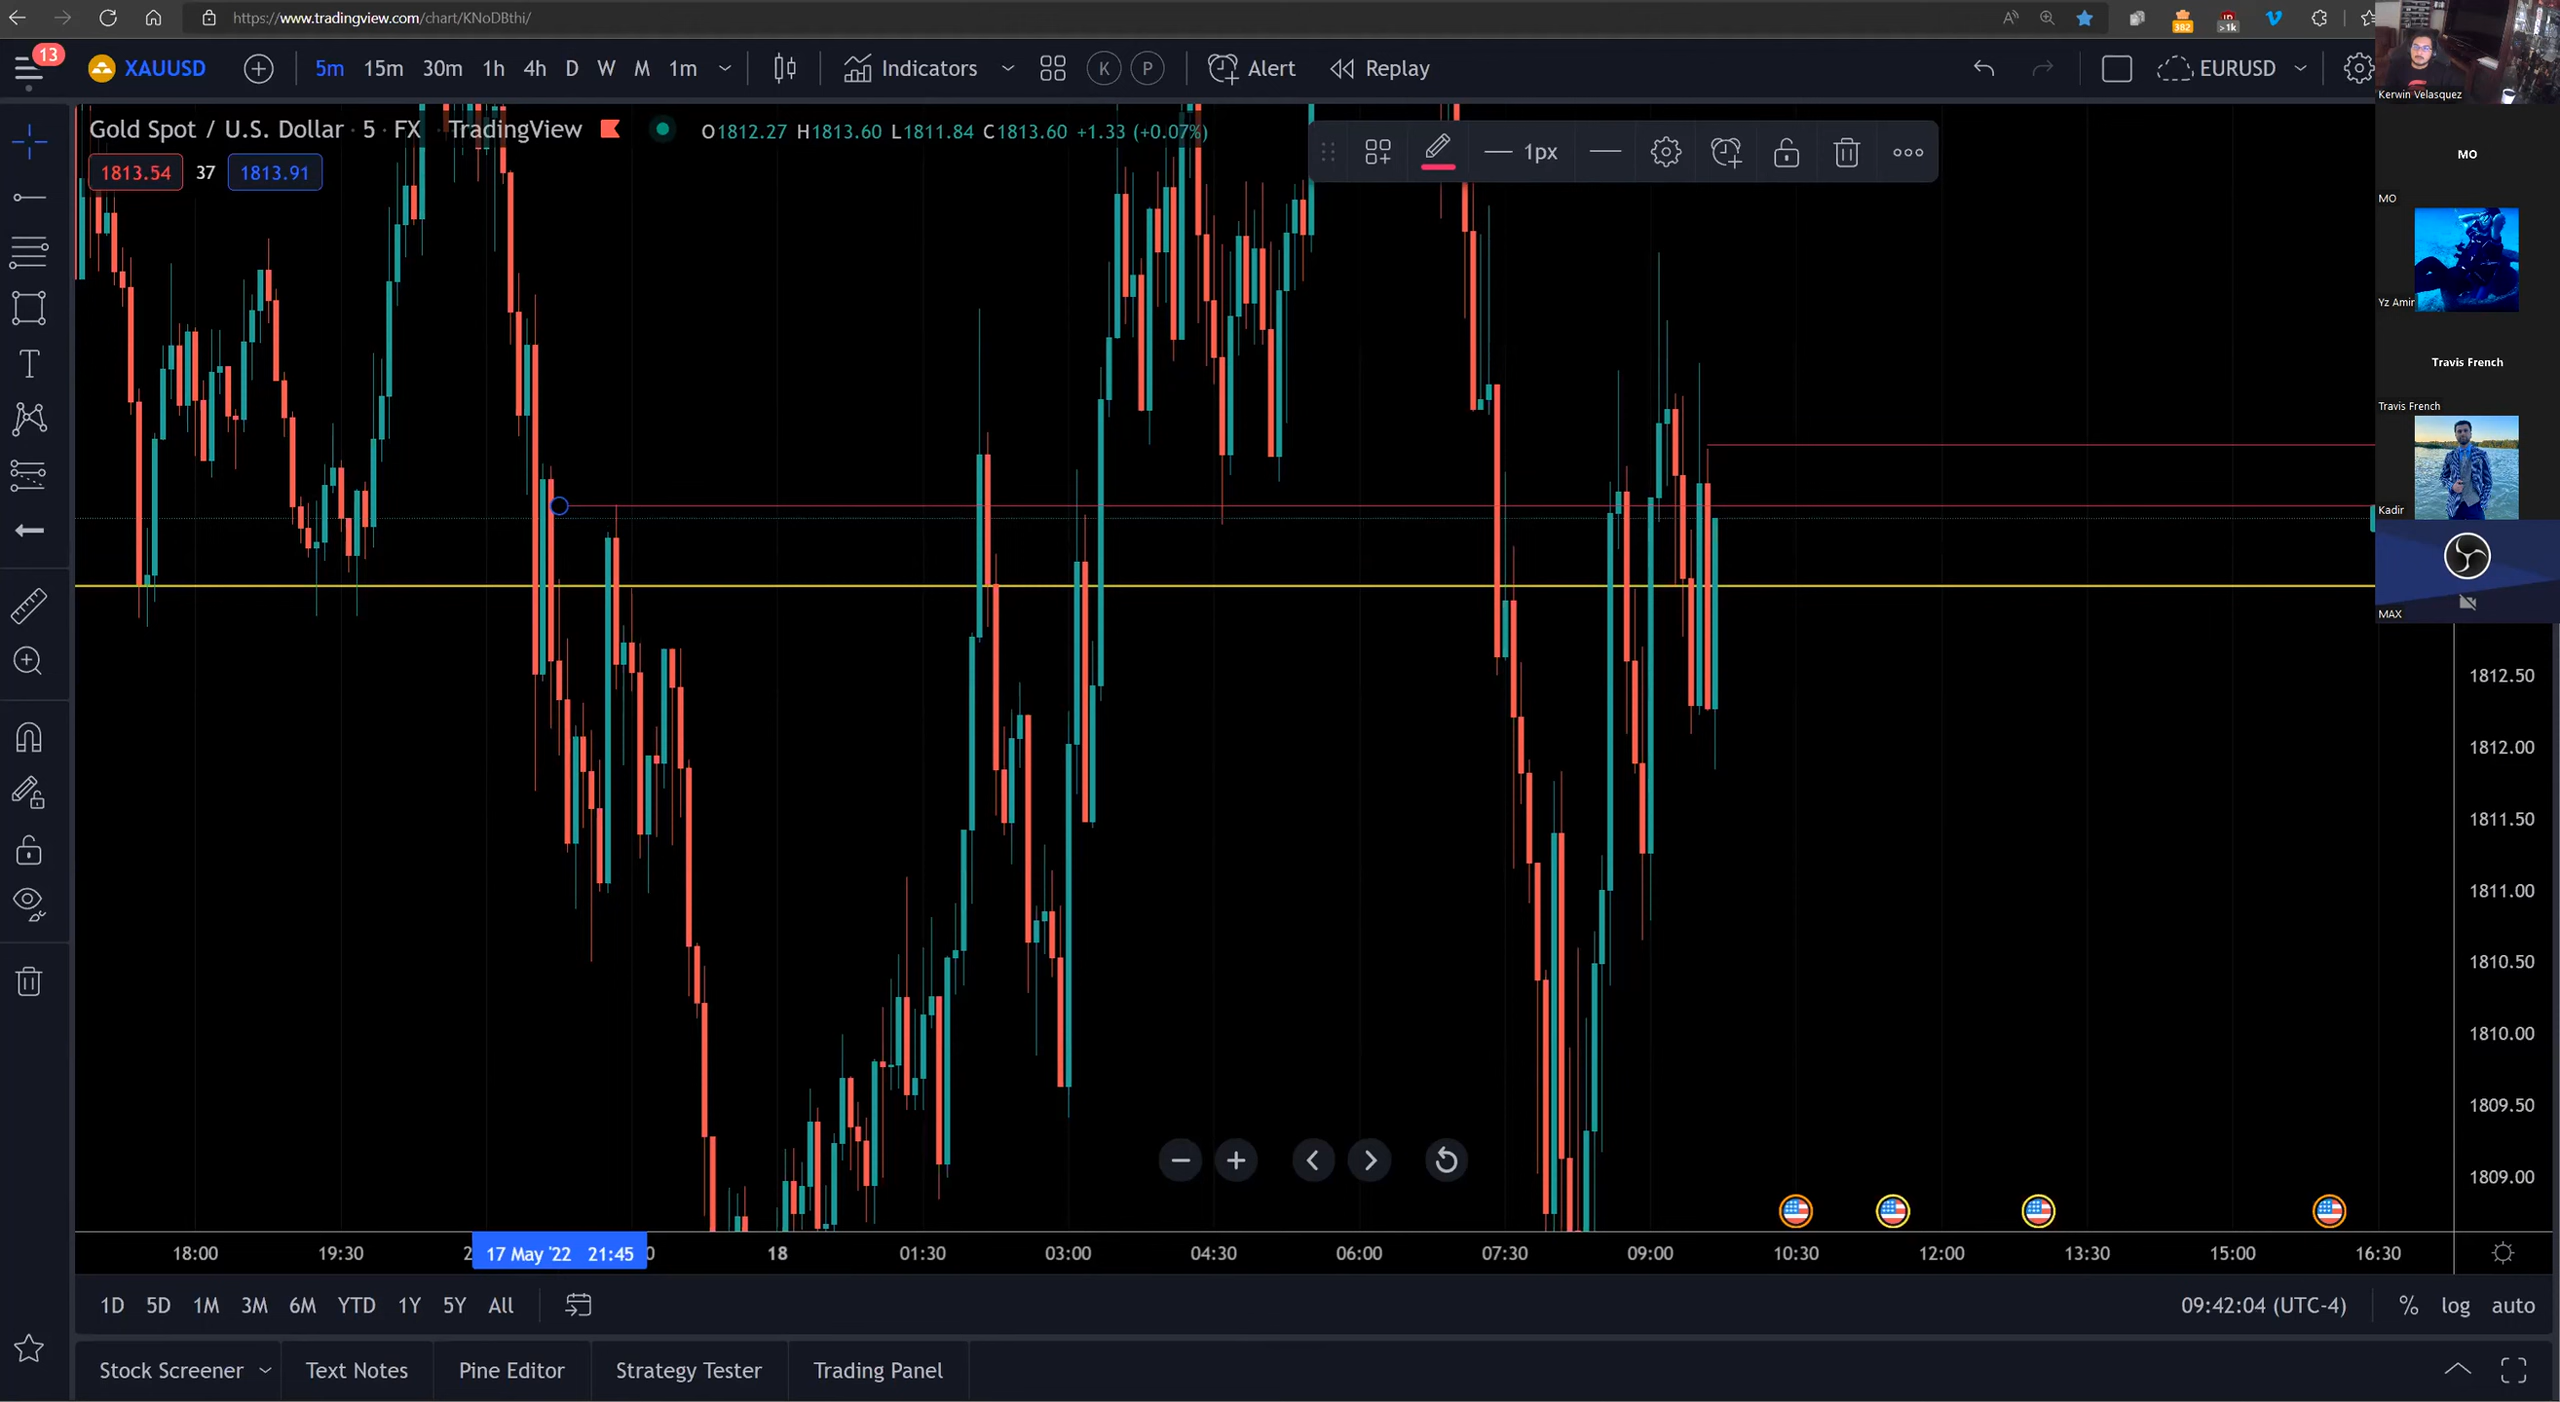 https://www.tradingview.com/chart/KNoDBthi/
382
>1k
13
XAUUSD
5m 15m 30m 1h 4h D W M 1m
Indicators
K P
Alert
Replay
EURUSD
Kerwin Velasquez
Gold Spot / U.S. Dollar · 5 · FX · TradingView
O1812.27 H1813.60 L1811.84 C1813.60 +1.33 (+0.07%)
1813.54 37 1813.91
1px
MO
MO
Yz Amir
Travis French
Travis French
Kadir
MAX
1812.50
1812.00
1811.50
1811.00
1810.50
1810.00
1809.50
1809.00
18:00 19:30 17 May '22 21:45 18 01:30 03:00 04:30 06:00 07:30 09:00 10:30 12:00 13:30 15:00 16:30
1D 5D 1M 3M 6M YTD 1Y 5Y All
09:42:04 (UTC-4) % log auto
Stock Screener Text Notes Pine Editor Strategy Tester Trading Panel